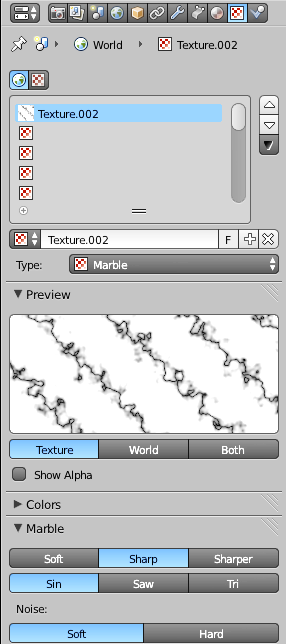 World Texture.002
Texture.002
Texture.002 F
Type: Marble
Preview
Texture World Both
Show Alpha
Colors
Marble
Soft Sharp Sharper
Sin Saw Tri
Noise:
Soft Hard